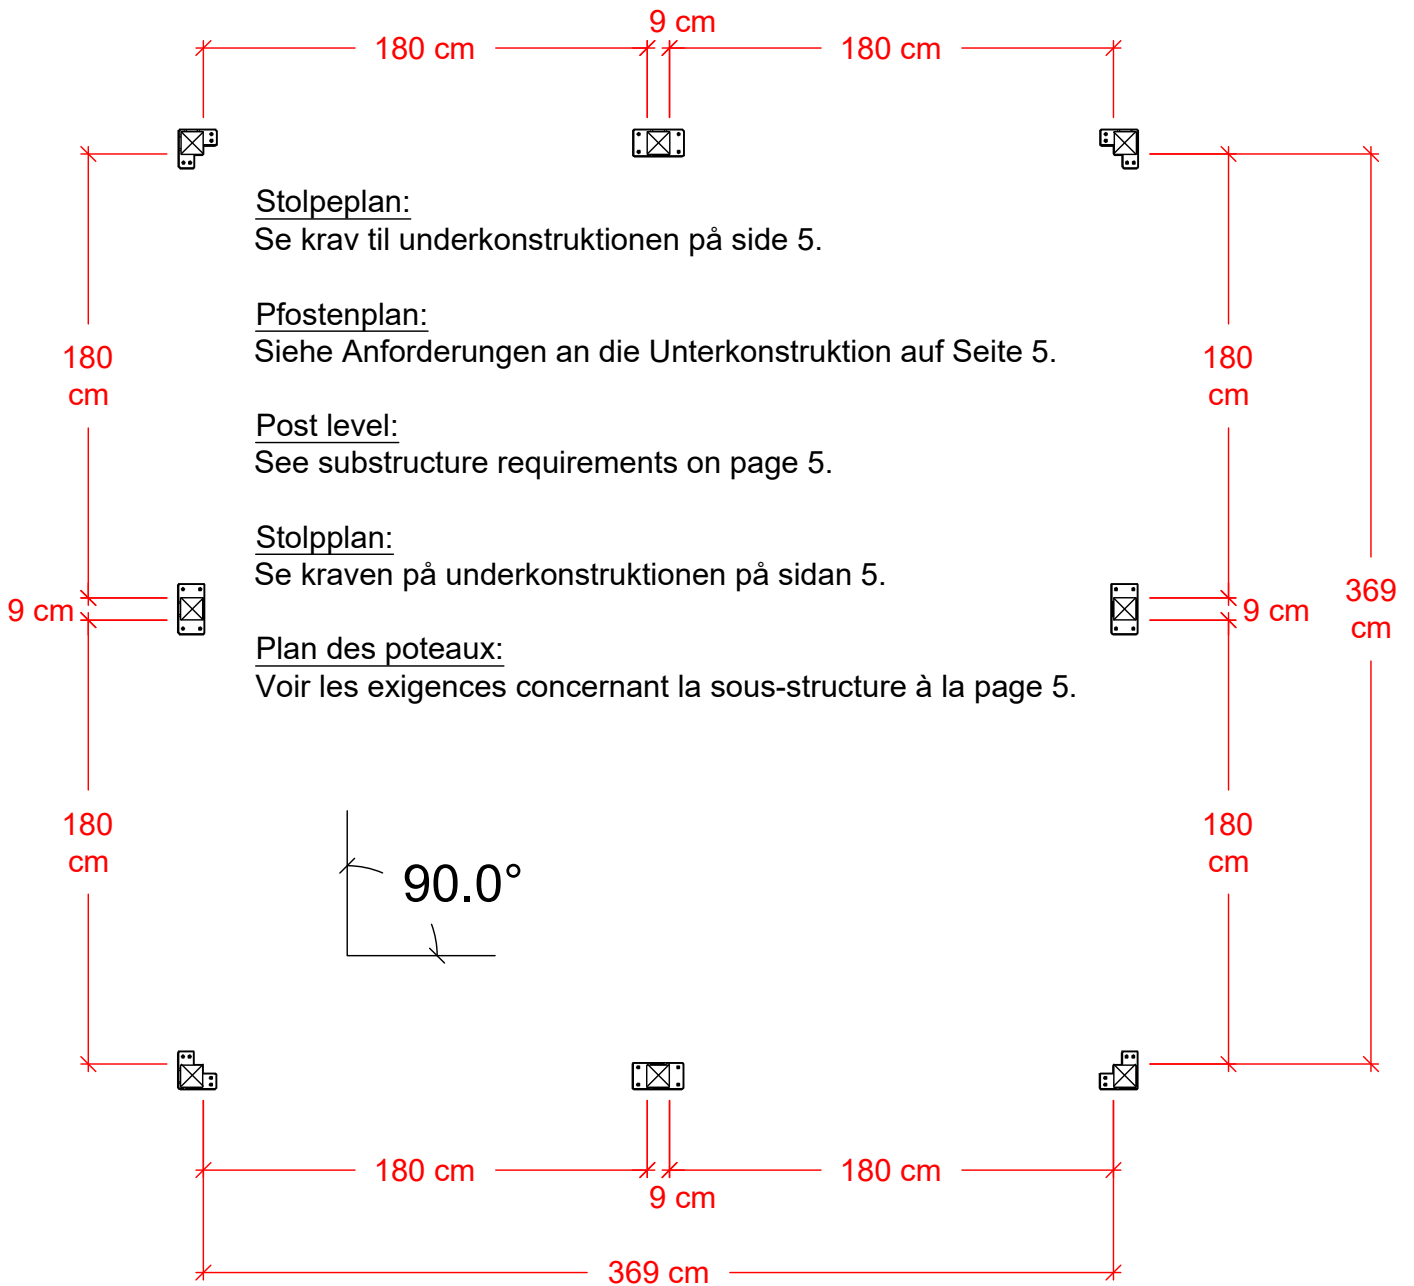 9 cm
180 cm
180 cm
Stolpeplan:
Se krav til underkonstruktionen på side 5.
Pfostenplan:
Siehe Anforderungen an die Unterkonstruktion auf Seite 5.
180
cm
180
cm
Post level:
See substructure requirements on page 5.
Stolpplan:
Se kraven på underkonstruktionen på sidan 5.
9 cm
9 cm
369
cm
Plan des poteaux:
Voir les exigences concernant la sous-structure à la page 5.
180
cm
180
cm
90.0°
180 cm
180 cm
9 cm
369 cm